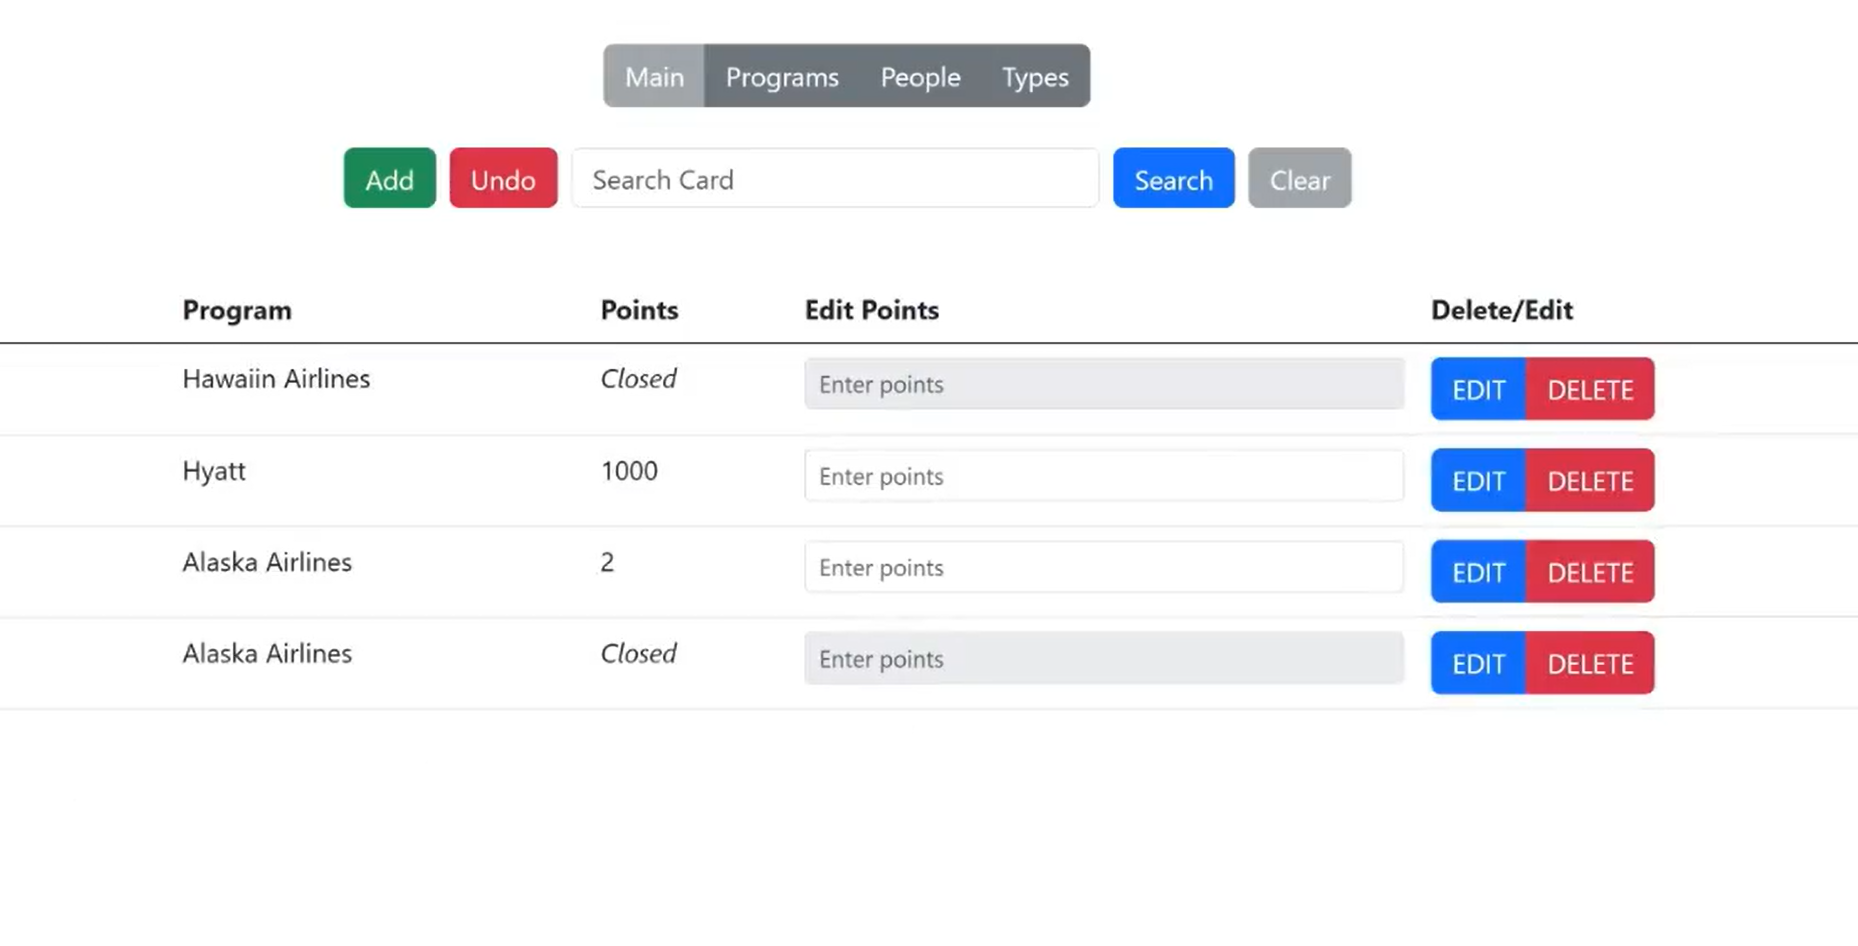 Main Programs People Types
Add Undo Search Card Search Clear
Program Points Edit Points Delete/Edit
Hawaiin Airlines Closed Enter points EDIT DELETE
Hyatt 1000 Enter points EDIT DELETE
Alaska Airlines 2 Enter points EDIT DELETE
Alaska Airlines Closed Enter points EDIT DELETE